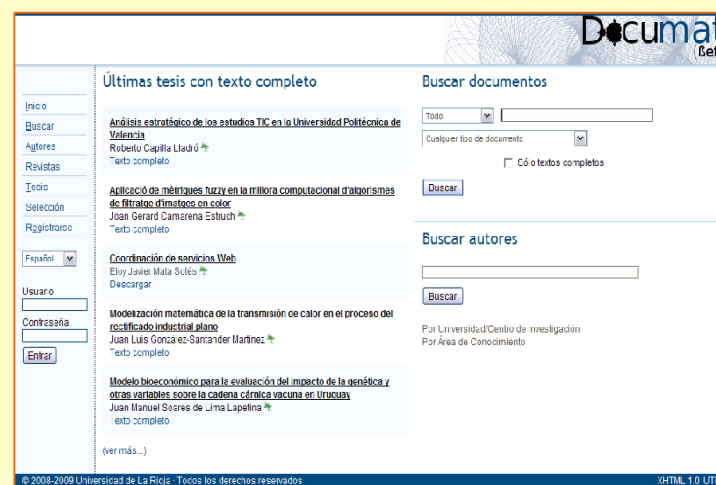 Documat
Últimas tesis con texto completo
Análisis estratégico de los estudios TIC en la Universidad Politécnica de
Valencia
Roberto Capilla Lladró
Texto completo
Aplicació de mètriques fuzzy en la millora computacional d'algorismes
de filtratge d'imatges en color
Joan Gerard Camarena Estruch
Texto completo
Coordinación de servicios Web
Eloy Javier Mata Sotés
Descargar
Modelización matemática de la transmisión de calor en el proceso del
rectificado industrial plano
Juan Luis González-Santander Martínez
Texto completo
Modelo bioeconómico para la evaluación del impacto de la genética y
otras variables sobre la cadena cárnica vacuna en Uruguay
Juan Manuel Soares de Lima Lapetina
Texto completo
(ver más...)
Inicio
Buscar
Autores
Revistas
Tesis
Selección
Registrarse
Español
Usuario
Contraseña
Entrar
Buscar documentos
Todo
Cualquier tipo de documento
Sólo textos completos
Buscar
Buscar autores
Buscar
Por Universidad/Centro de investigación
Por Área de Conocimiento
© 2008-2009 Universidad de La Rioja · Todos los derechos reservados
XHTML 1.0 UT